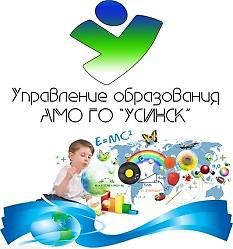 Управление образования
АМО ГО "УСИНСК"
E=MC²